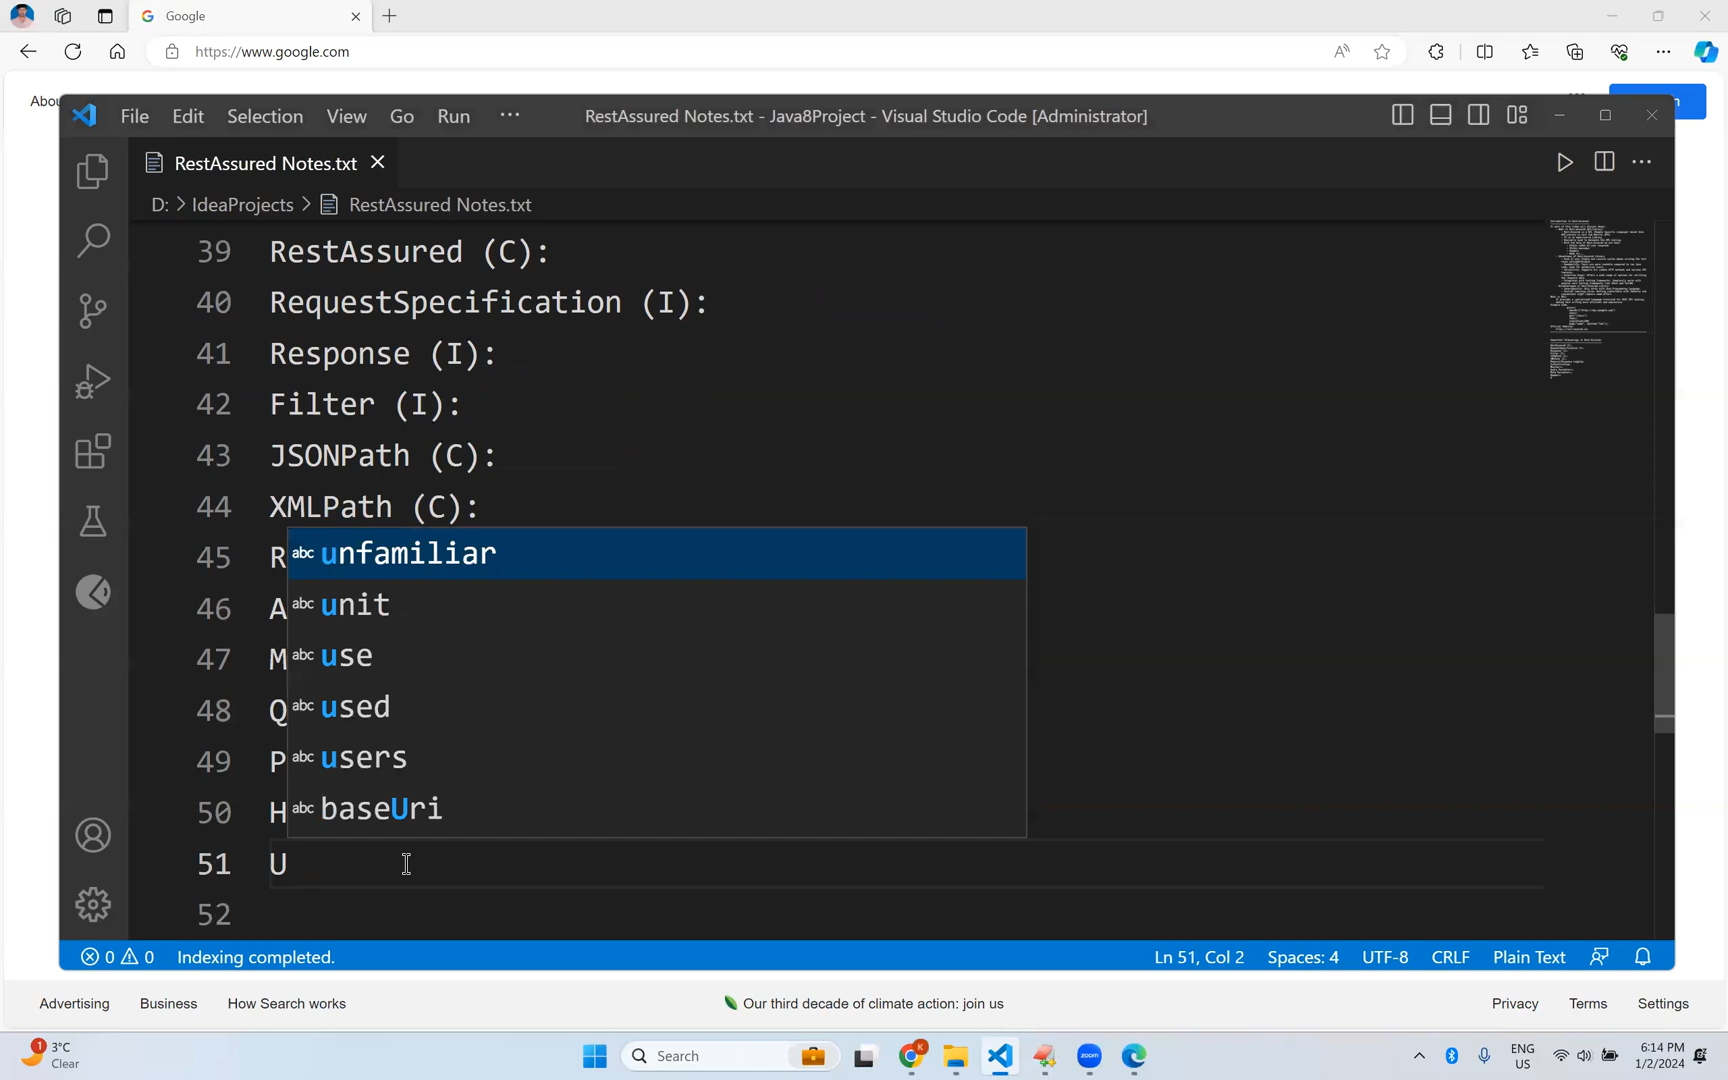 Google
https://www.google.com
Abou
File Edit Selection View Go Run ···
RestAssured Notes.txt - Java8Project - Visual Studio Code [Administrator]
RestAssured Notes.txt
D: > IdeaProjects > RestAssured Notes.txt
39 RestAssured (C):
40 RequestSpecification (I):
41 Response (I):
42 Filter (I):
43 JSONPath (C):
44 XMLPath (C):
45 R
abc unfamiliar
46 A
abc unit
47 M
abc use
48 Q
abc used
49 P
abc users
50 H
abc baseUri
51 U
52
0 0 Indexing completed.
Ln 51, Col 2 Spaces: 4 UTF-8 CRLF Plain Text
Advertising Business How Search works
Our third decade of climate action: join us
Privacy Terms Settings
1 3°C
Clear
Search
zoom
K
ENG
US
6:14 PM
1/2/2024